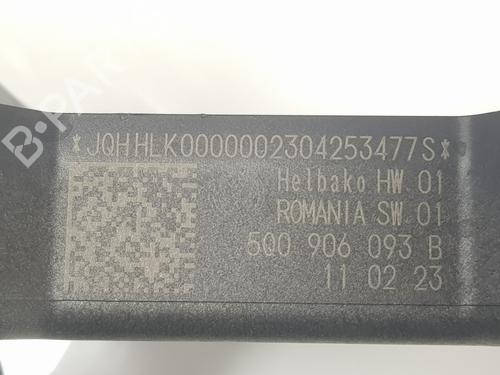 *JQHHLK0000002304253477S*
Helbako HW.01
ROMANIA SW.01
5Q0 906 093 B
11 02 23